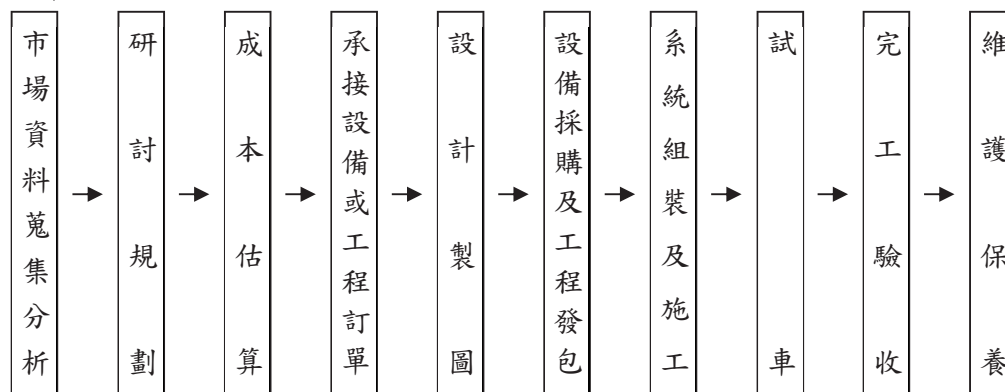 市場資料蒐集分析
研討規劃
成本估算
承接設備或工程訂單
設計製圖
設備採購及工程發包
系統組裝及施工
試車
完工驗收
維護保養